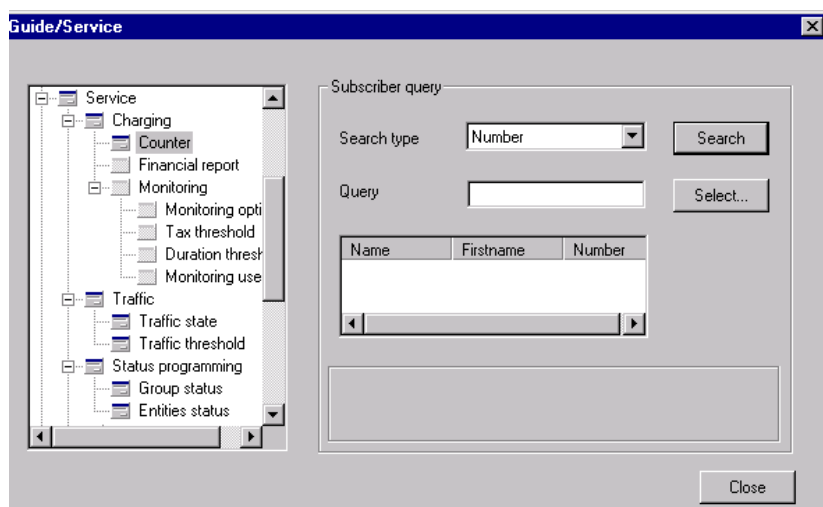 Guide/Service
Service
Charging
Counter
Financial report
Monitoring
Monitoring opti
Tax threshold
Duration thresh
Monitoring use
Traffic
Traffic state
Traffic threshold
Status programming
Group status
Entities status
Subscriber query
Search type Number Search
Query Select...
Name Firstname Number
Close